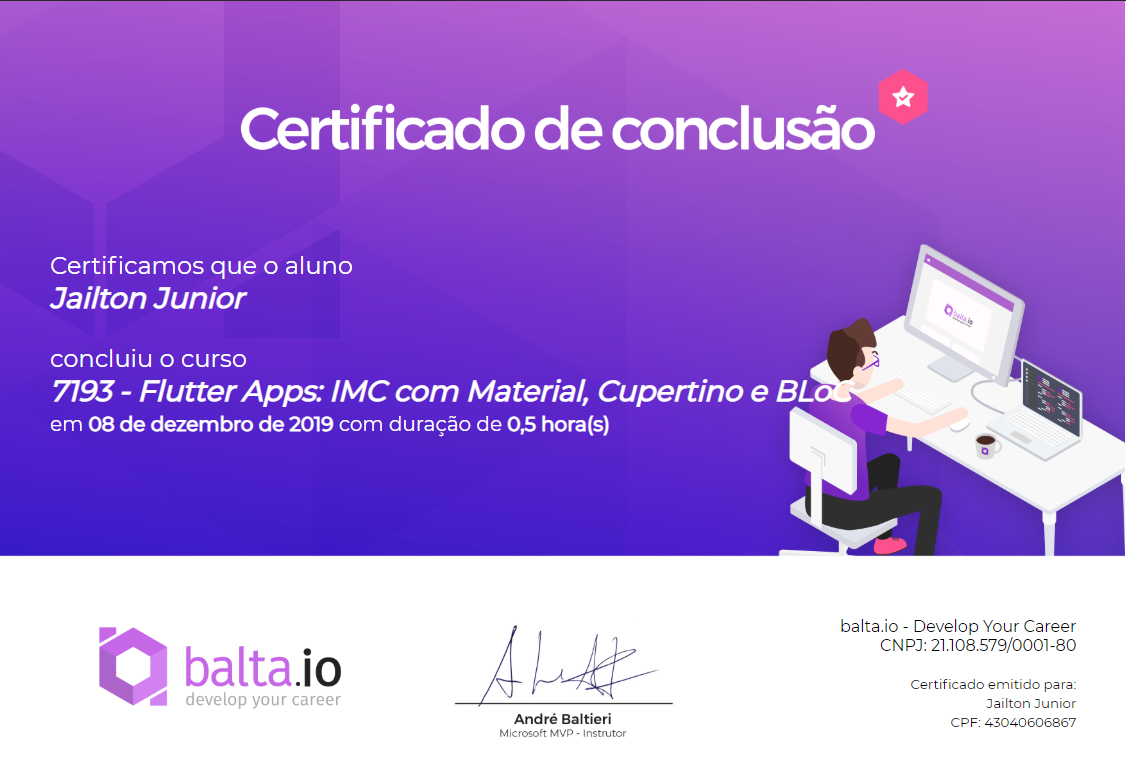 Certificado de conclusão
Certificamos que o aluno
Jailton Junior
concluiu o curso
7193 - Flutter Apps: IMC com Material, Cupertino e BLoC
em 08 de dezembro de 2019 com duração de 0,5 hora(s)
balta.io
balta.io
develop your career
André Baltieri
Microsoft MVP - Instrutor
balta.io - Develop Your Career
CNPJ: 21.108.579/0001-80
Certificado emitido para:
Jailton Junior
CPF: 43040606867